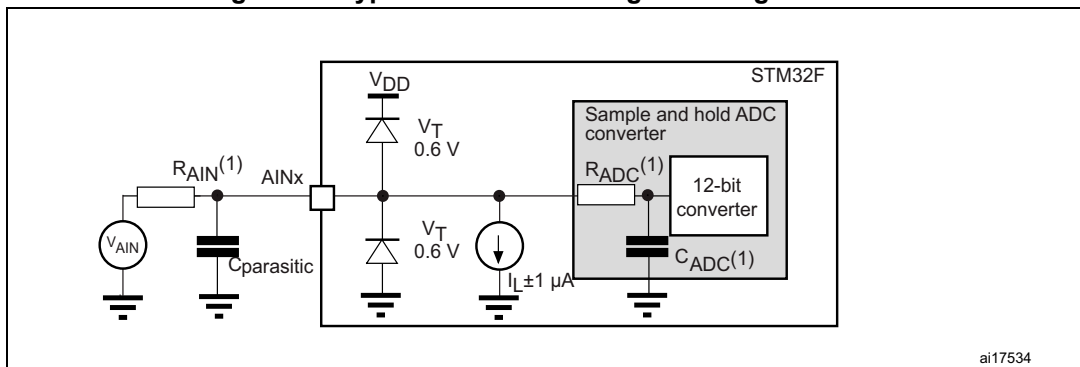 STM32F
VDD
VT
0.6 V
Sample and hold ADC
converter
RAIN(1)
AINx
RADC(1)
12-bit
converter
VAIN
Cparasitic
VT
0.6 V
IL±1 µA
CADC(1)
ai17534